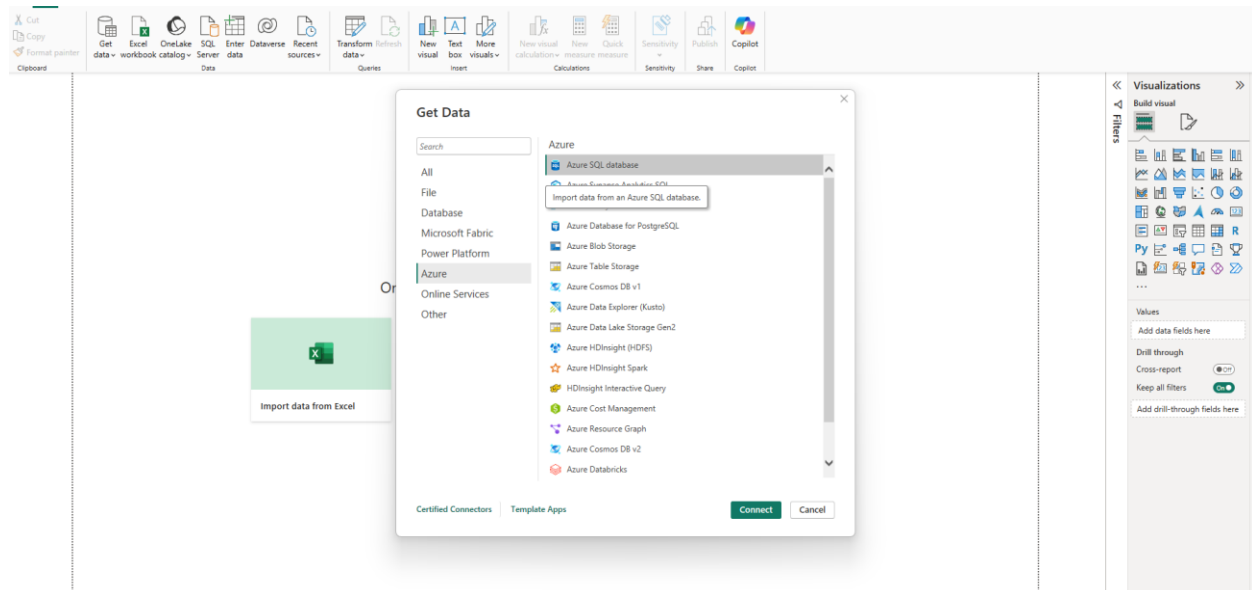 Cut
Copy
Format painter
Clipboard
Get data
Excel workbook
OneLake catalog
SQL Server
Enter data
Dataverse
Recent sources
Data
Transform data
Refresh
Queries
New visual
Text box
More visuals
Insert
New visual calculation
New measure
Quick measure
Calculations
Sensitivity
Sensitivity
Publish
Share
Copilot
Copilot
Or
Import data from Excel
Get Data
Search
All
File
Database
Microsoft Fabric
Power Platform
Azure
Online Services
Other
Azure
Azure SQL database
Azure Synapse Analytics SQL
Import data from an Azure SQL database.
Azure Database for PostgreSQL
Azure Blob Storage
Azure Table Storage
Azure Cosmos DB v1
Azure Data Explorer (Kusto)
Azure Data Lake Storage Gen2
Azure HDInsight (HDFS)
Azure HDInsight Spark
HDInsight Interactive Query
Azure Cost Management
Azure Resource Graph
Azure Cosmos DB v2
Azure Databricks
Certified Connectors
Template Apps
Connect
Cancel
Filters
Visualizations
Build visual
R
Py
...
Values
Add data fields here
Drill through
Cross-report
Off
Keep all filters
On
Add drill-through fields here